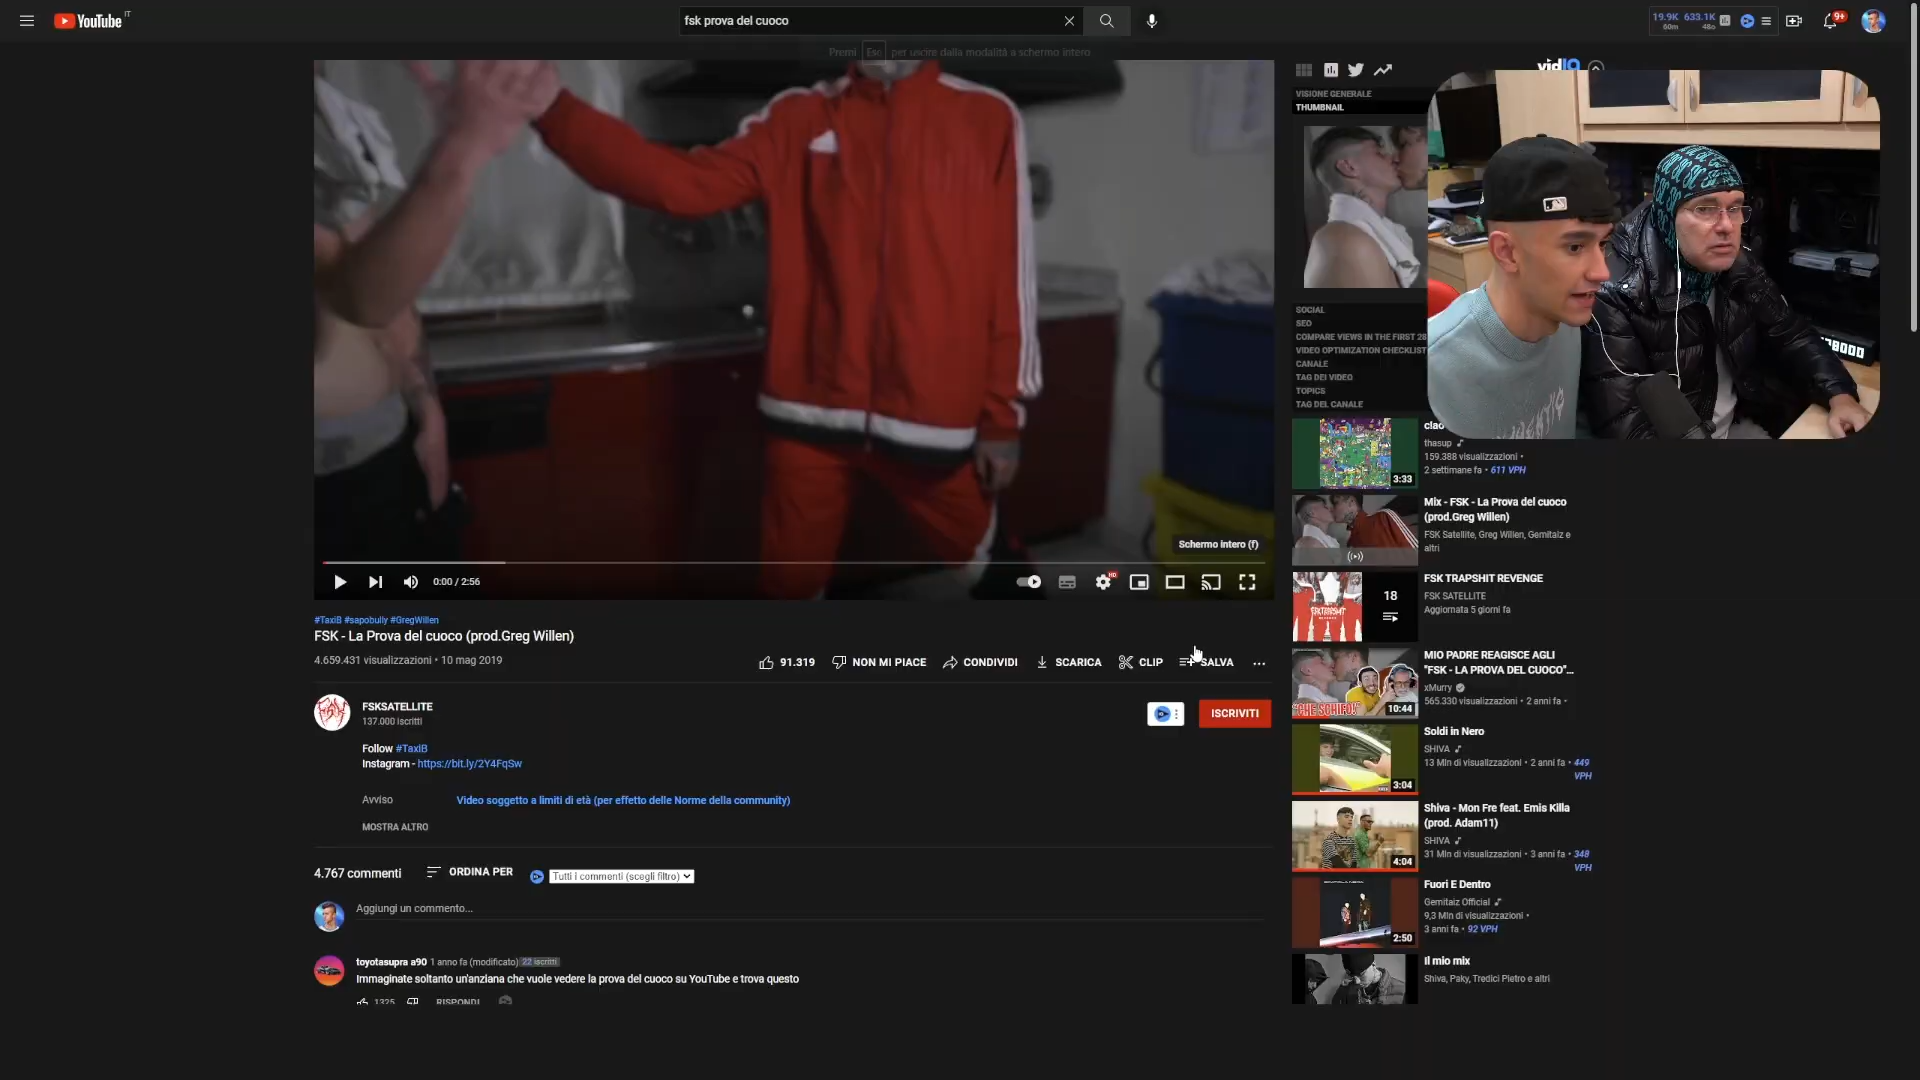 YouTube IT
fsk prova del cuoco
19.9K 633.1K
60m 48o
9+
Premi Esc per uscire dalla modalità a schermo intero
vidIQ
VISIONE GENERALE
THUMBNAIL
SOCIAL
SEO
COMPARE VIEWS IN THE FIRST 28
VIDEO OPTIMIZATION CHECKLIST
CANALE
TAG DEI VIDEO
TOPICS
TAG DEL CANALE
Schermo intero (f)
0:00 / 2:56
HD
#TaxiB #sapobully #GregWillen
FSK - La Prova del cuoco (prod.Greg Willen)
4.659.431 visualizzazioni • 10 mag 2019
91.319 NON MI PIACE CONDIVIDI SCARICA CLIP SALVA
FSKSATELLITE
137.000 iscritti
ISCRIVITI
Follow #TaxiB
Instagram - https://bit.ly/2Y4FqSw
Avviso Video soggetto a limiti di età (per effetto delle Norme della community)
MOSTRA ALTRO
4.767 commenti ORDINA PER Tutti i commenti (scegli filtro)
Aggiungi un commento...
toyotasupra a90 1 anno fa (modificato) 22 iscritti
Immaginate soltanto un'anziana che vuole vedere la prova del cuoco su YouTube e trova questo
1325 RISPONDI
ciao
thasup
159.388 visualizzazioni •
2 settimane fa • 611 VPH
3:33
Mix - FSK - La Prova del cuoco
(prod.Greg Willen)
FSK Satellite, Greg Willen, Gemitaiz e
altri
FSK TRAPSHIT REVENGE
FSK SATELLITE
Aggiornata 5 giorni fa
18
MIO PADRE REAGISCE AGLI
"FSK - LA PROVA DEL CUOCO"...
xMurry
565.330 visualizzazioni • 2 anni fa •
"CHE SCHIFO!"
10:44
Soldi in Nero
SHIVA
13 Mln di visualizzazioni • 2 anni fa • 449
VPH
3:04
Shiva - Mon Fre feat. Emis Killa
(prod. Adam11)
SHIVA
31 Mln di visualizzazioni • 3 anni fa • 348
VPH
4:04
Fuori E Dentro
Gemitaiz Official
9,3 Mln di visualizzazioni •
3 anni fa • 92 VPH
2:50
Il mio mix
Shiva, Paky, Tredici Pietro e altri